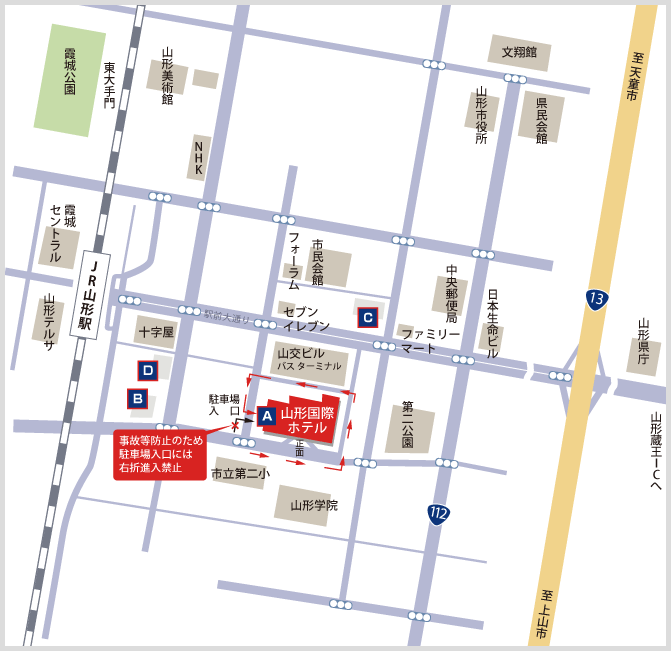 霞城公園
東大手門
山形美術館
文翔館
至 天童市
山形市役所
県民会館
NHK
霞城
セントラル
JR山形駅
山形テルサ
フォーラム
市民会館
中央郵便局
日本生命ビル
13
駅前大通り
セブン
イレブン
C
ファミリー
マート
十字屋
山形県庁
山交ビル
バス ターミナル
D
B
駐車場
入 口
A
山形国際
ホテル
第二公園
山形蔵王ICへ
事故等防止のため
駐車場入口には
右折進入禁止
正面
市立第二小
山形学院
112
至 上山市